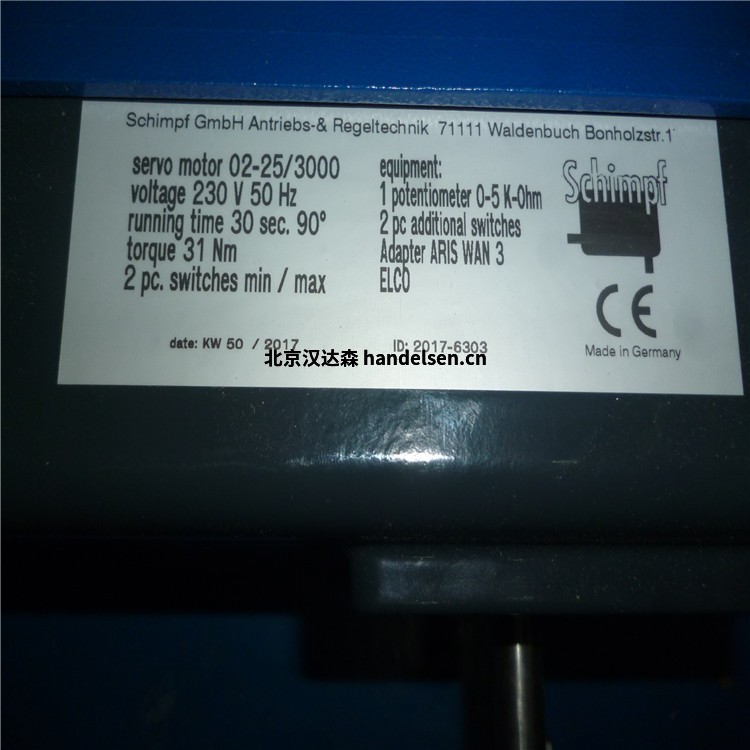 Schimpf GmbH Antriebs-& Regeltechnik 71111 Waldenbuch Bonholzstr.1
servo motor 02-25/3000
voltage 230 V 50 Hz
running time 30 sec. 90°
torque 31 Nm
2 pc. switches min / max
equipment:
1 potentiometer 0-5 K-Ohm
2 pc additional switches
Adapter ARIS WAN 3
ELCO
Schimpf
CE
Made in Germany
date: KW 50 / 2017
ID: 2017-6303
北京汉达森 handelsen.cn